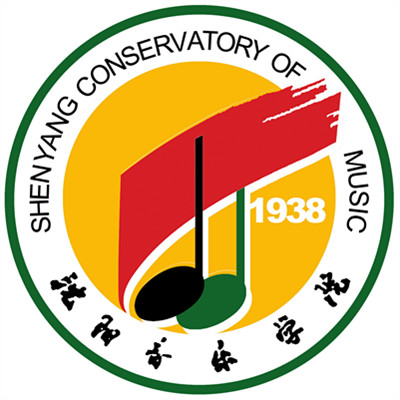 SHENYANG CONSERVATORY OF MUSIC
1938
沈阳音乐学院